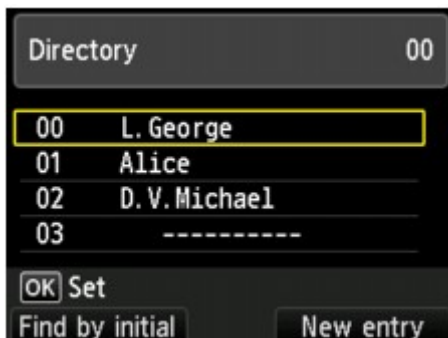 Directory 00
00 L.George
01 Alice
02 D.V.Michael
03 ----------
OK Set
Find by initial New entry